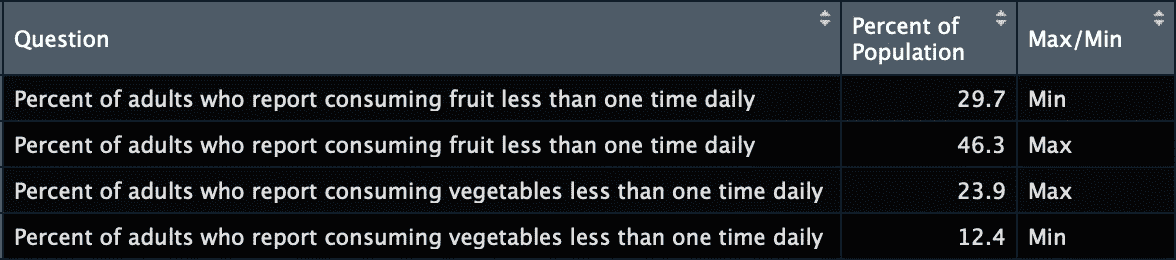 Question Percent of Population Max/Min
Percent of adults who report consuming fruit less than one time daily 29.7 Min
Percent of adults who report consuming fruit less than one time daily 46.3 Max
Percent of adults who report consuming vegetables less than one time daily 23.9 Max
Percent of adults who report consuming vegetables less than one time daily 12.4 Min